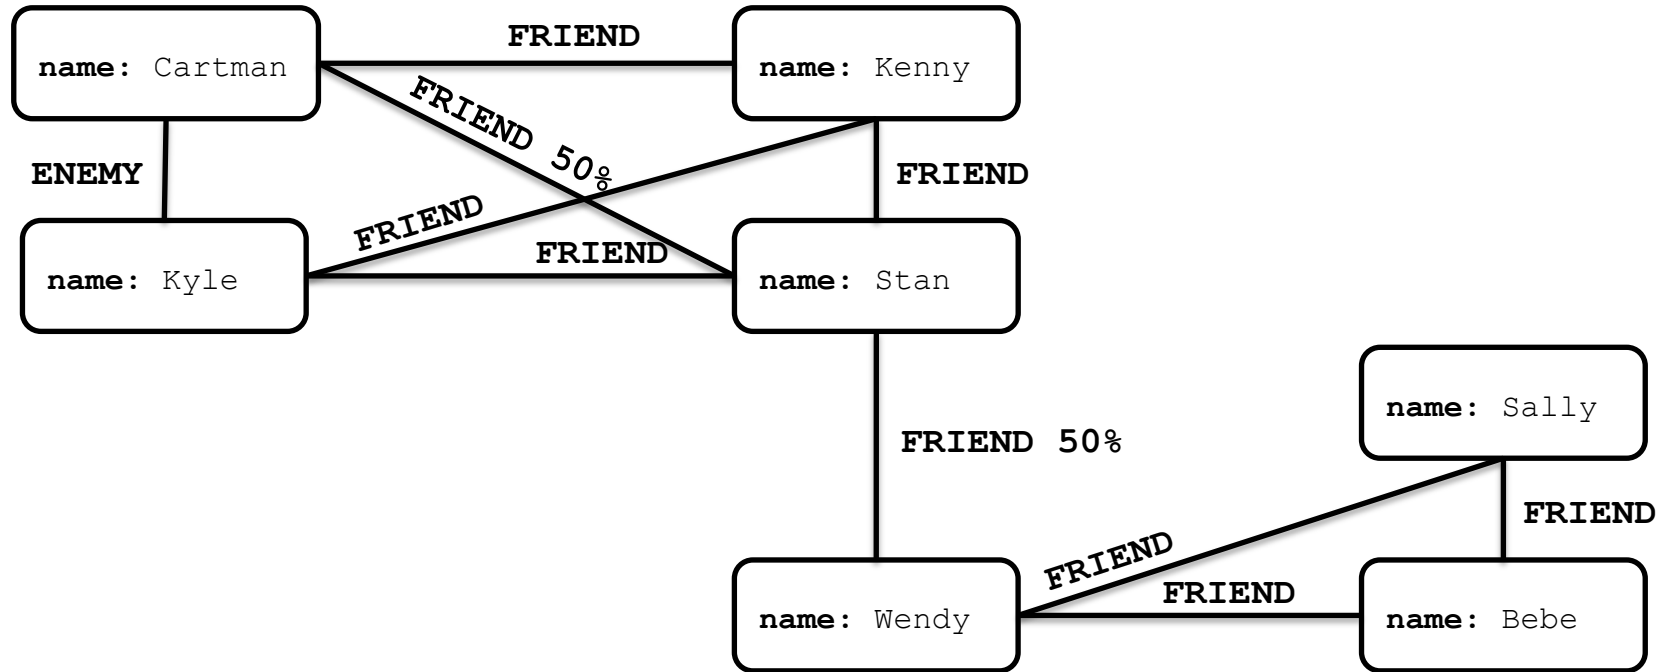 FRIEND
name: Cartman
name: Kenny
FRIEND 50%
ENEMY
FRIEND
FRIEND
FRIEND
name: Kyle
name: Stan
name: Sally
FRIEND 50%
FRIEND
FRIEND
FRIEND
name: Wendy
name: Bebe